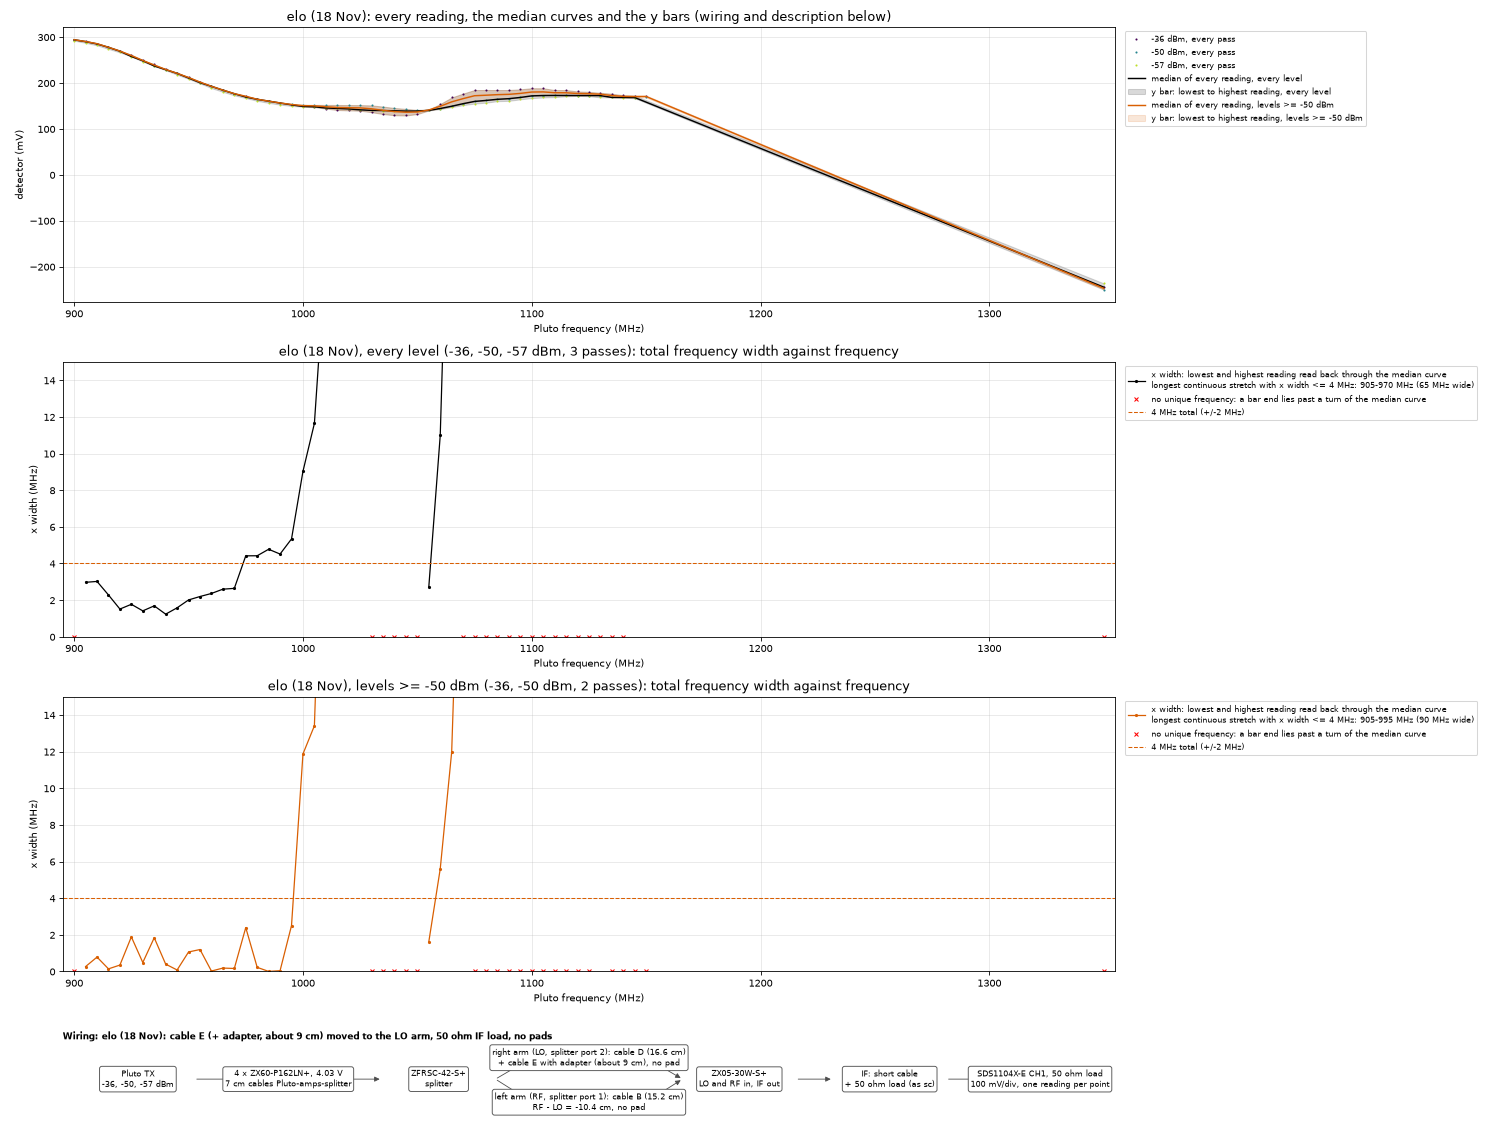 elo (18 Nov): every reading, the median curves and the y bars (wiring and description below)
300
200
100
0
−100
−200
detector (mV)
900
1000
1100
1200
1300
Pluto frequency (MHz)
-36 dBm, every pass
-50 dBm, every pass
-57 dBm, every pass
median of every reading, every level
y bar: lowest to highest reading, every level
median of every reading, levels >= -50 dBm
y bar: lowest to highest reading, levels >= -50 dBm
elo (18 Nov), every level (-36, -50, -57 dBm, 3 passes): total frequency width against frequency
14
12
10
8
6
4
2
0
x width (MHz)
900
1000
1100
1200
1300
Pluto frequency (MHz)
x width: lowest and highest reading read back through the median curve
longest continuous stretch with x width <= 4 MHz: 905-970 MHz (65 MHz wide)
no unique frequency: a bar end lies past a turn of the median curve
4 MHz total (+/-2 MHz)
elo (18 Nov), levels >= -50 dBm (-36, -50 dBm, 2 passes): total frequency width against frequency
14
12
10
8
6
4
2
0
x width (MHz)
900
1000
1100
1200
1300
Pluto frequency (MHz)
x width: lowest and highest reading read back through the median curve
longest continuous stretch with x width <= 4 MHz: 905-995 MHz (90 MHz wide)
no unique frequency: a bar end lies past a turn of the median curve
4 MHz total (+/-2 MHz)
Wiring: elo (18 Nov): cable E (+ adapter, about 9 cm) moved to the LO arm, 50 ohm IF load, no pads
Pluto TX
-36, -50, -57 dBm
4 x ZX60-P162LN+, 4.03 V
7 cm cables Pluto-amps-splitter
ZFRSC-42-S+
splitter
right arm (LO, splitter port 2): cable D (16.6 cm)
+ cable E with adapter (about 9 cm), no pad
left arm (RF, splitter port 1): cable B (15.2 cm)
RF - LO = -10.4 cm, no pad
ZX05-30W-S+
LO and RF in, IF out
IF: short cable
+ 50 ohm load (as sc)
SDS1104X-E CH1, 50 ohm load
100 mV/div, one reading per point